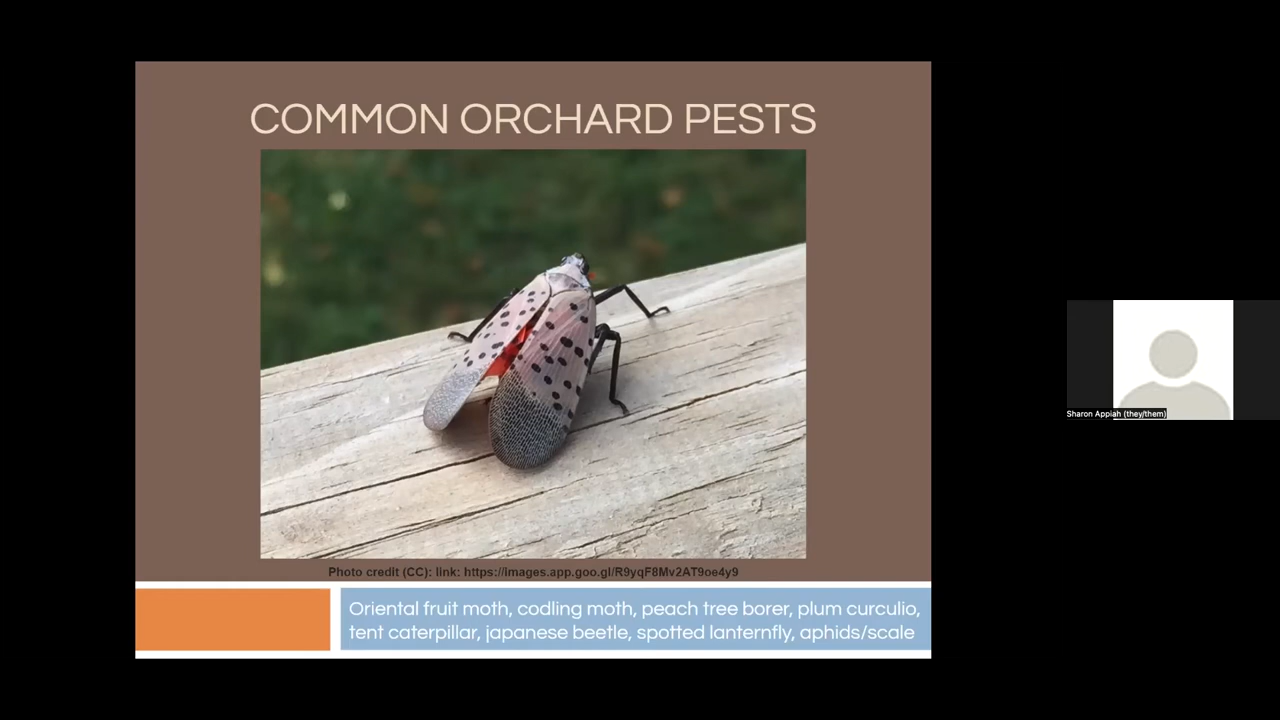 COMMON ORCHARD PESTS
Photo credit (CC): link: https://images.app.goo.gl/R9yqF8Mv2AT9oe4y9
Oriental fruit moth, codling moth, peach tree borer, plum curculio,
tent caterpillar, japanese beetle, spotted lanternfly, aphids/scale
Sharon Appiah (they/them)